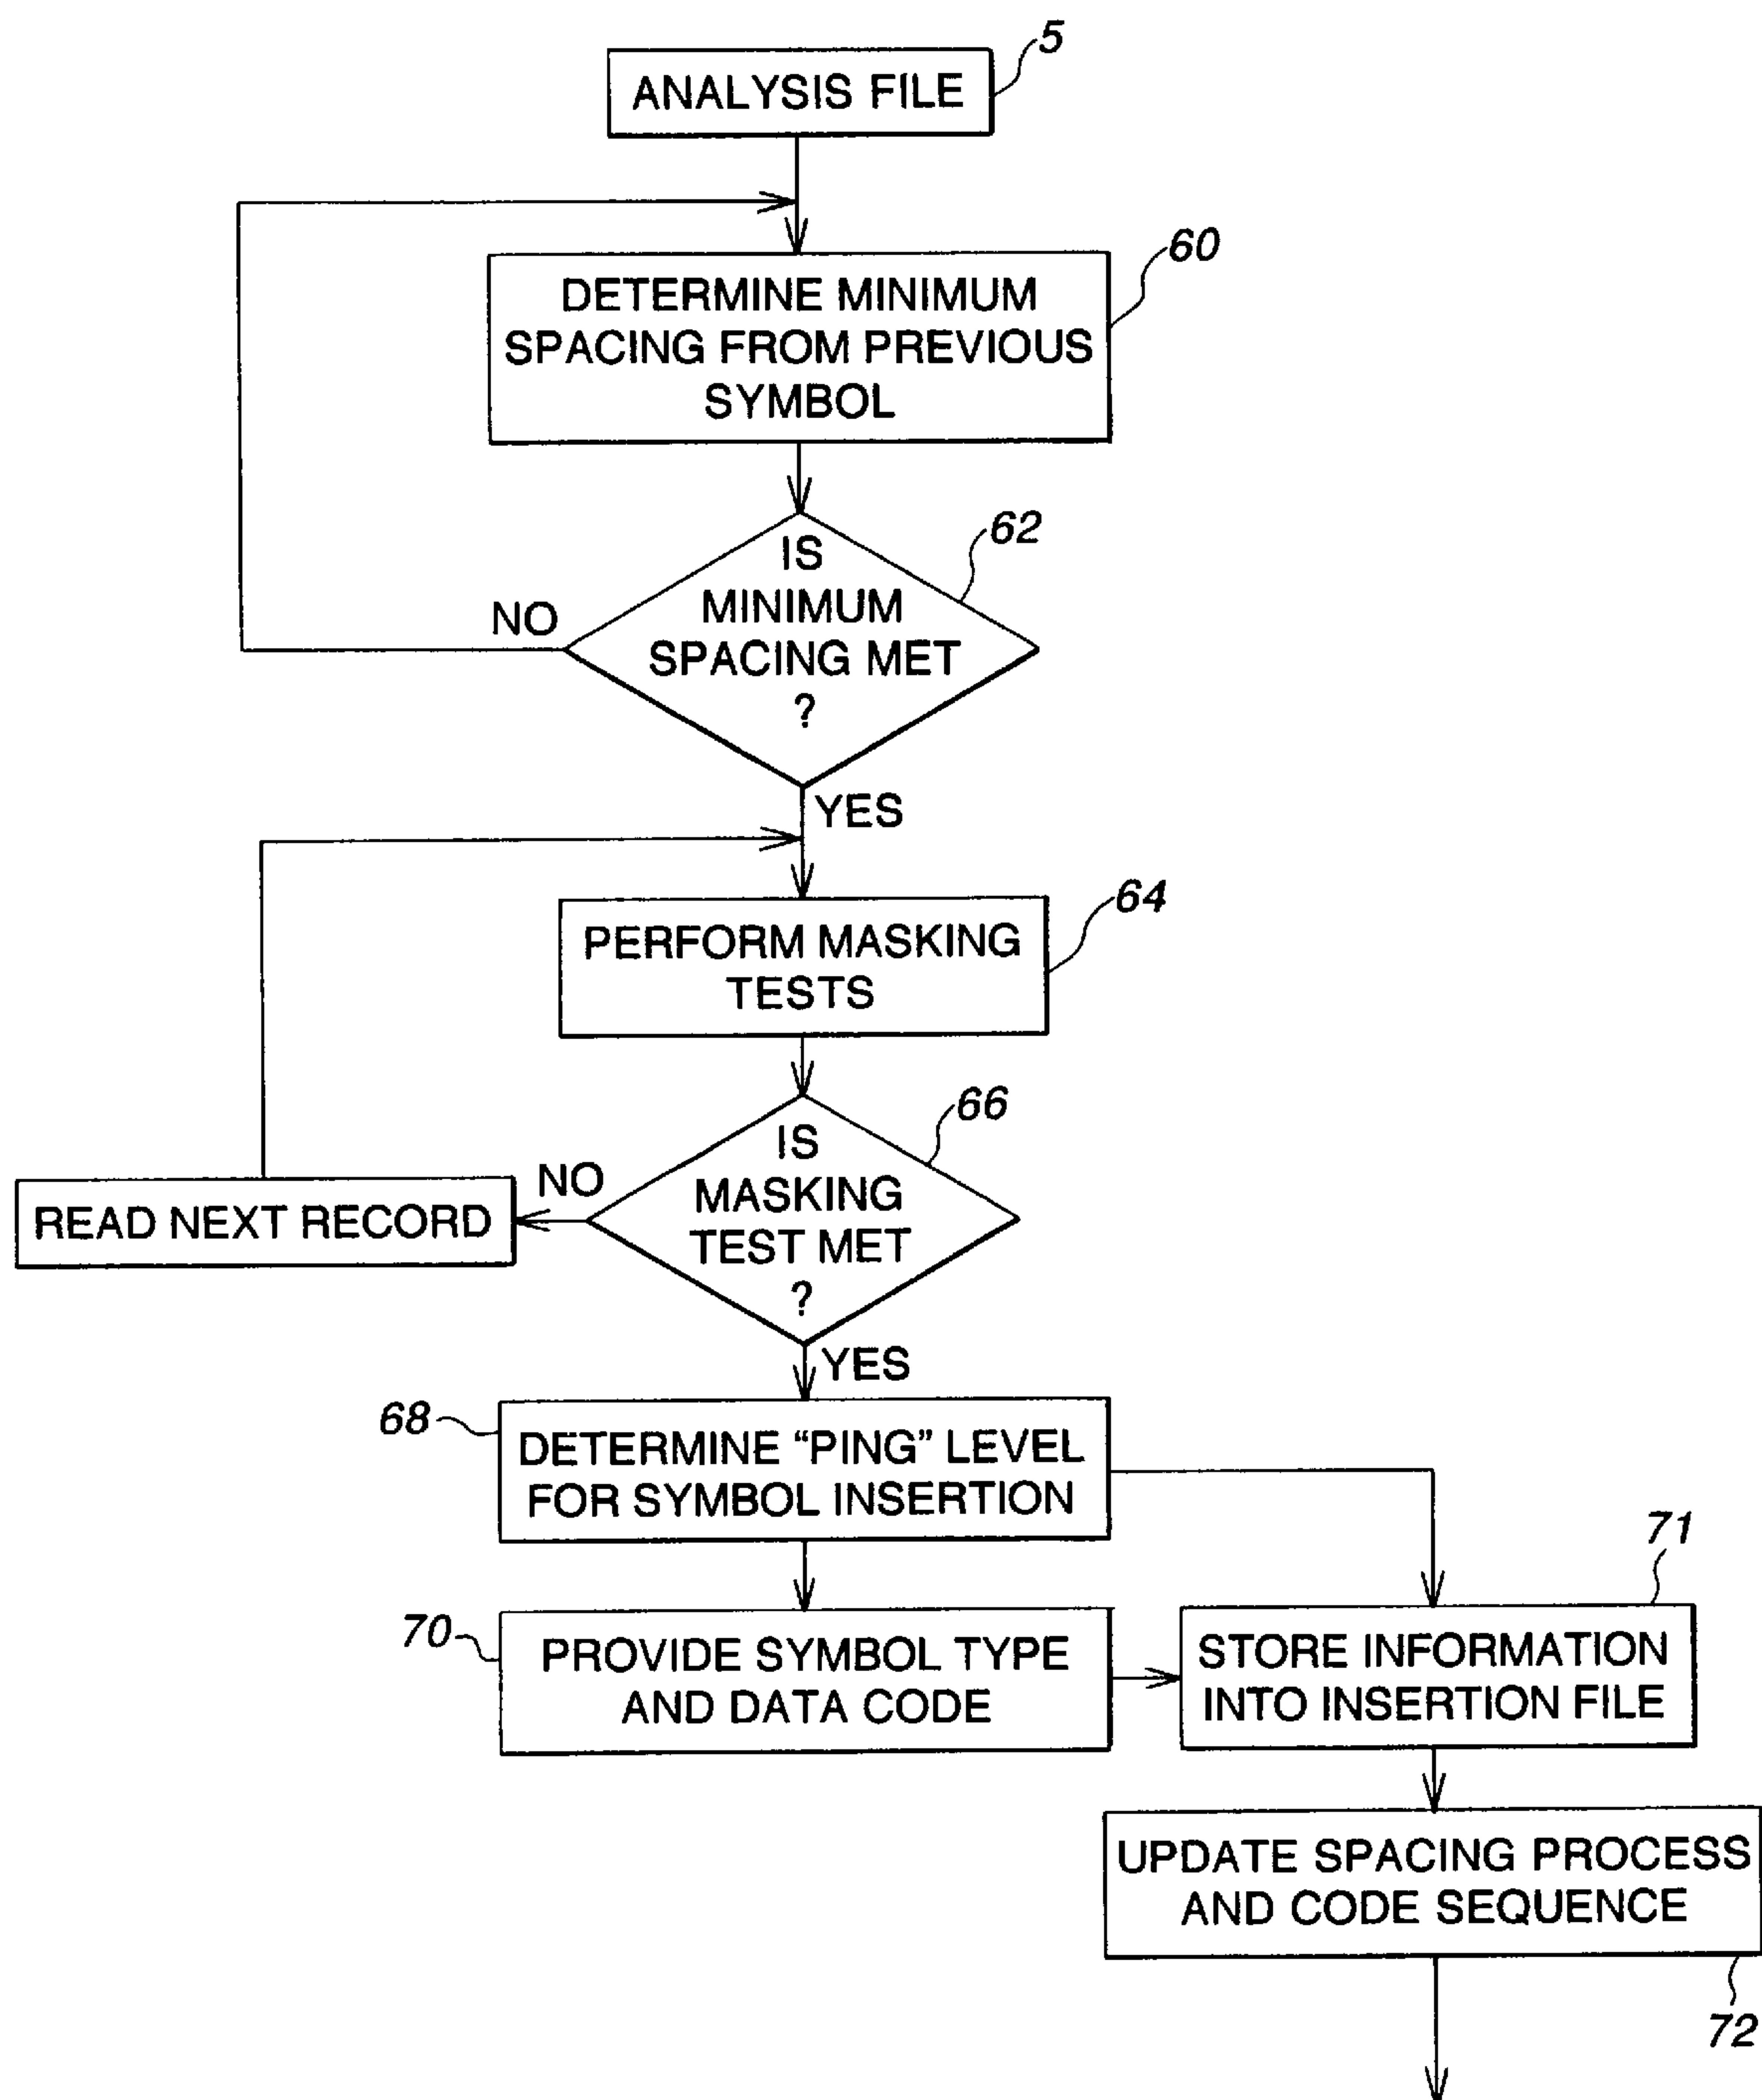 5
ANALYSIS FILE
60
DETERMINE MINIMUM
SPACING FROM PREVIOUS
SYMBOL
62
IS
MINIMUM
SPACING MET
?
NO
YES
64
PERFORM MASKING
TESTS
66
IS
MASKING
TEST MET
?
NO
READ NEXT RECORD
YES
68
DETERMINE “PING” LEVEL
FOR SYMBOL INSERTION
70
PROVIDE SYMBOL TYPE
AND DATA CODE
71
STORE INFORMATION
INTO INSERTION FILE
UPDATE SPACING PROCESS
AND CODE SEQUENCE
72